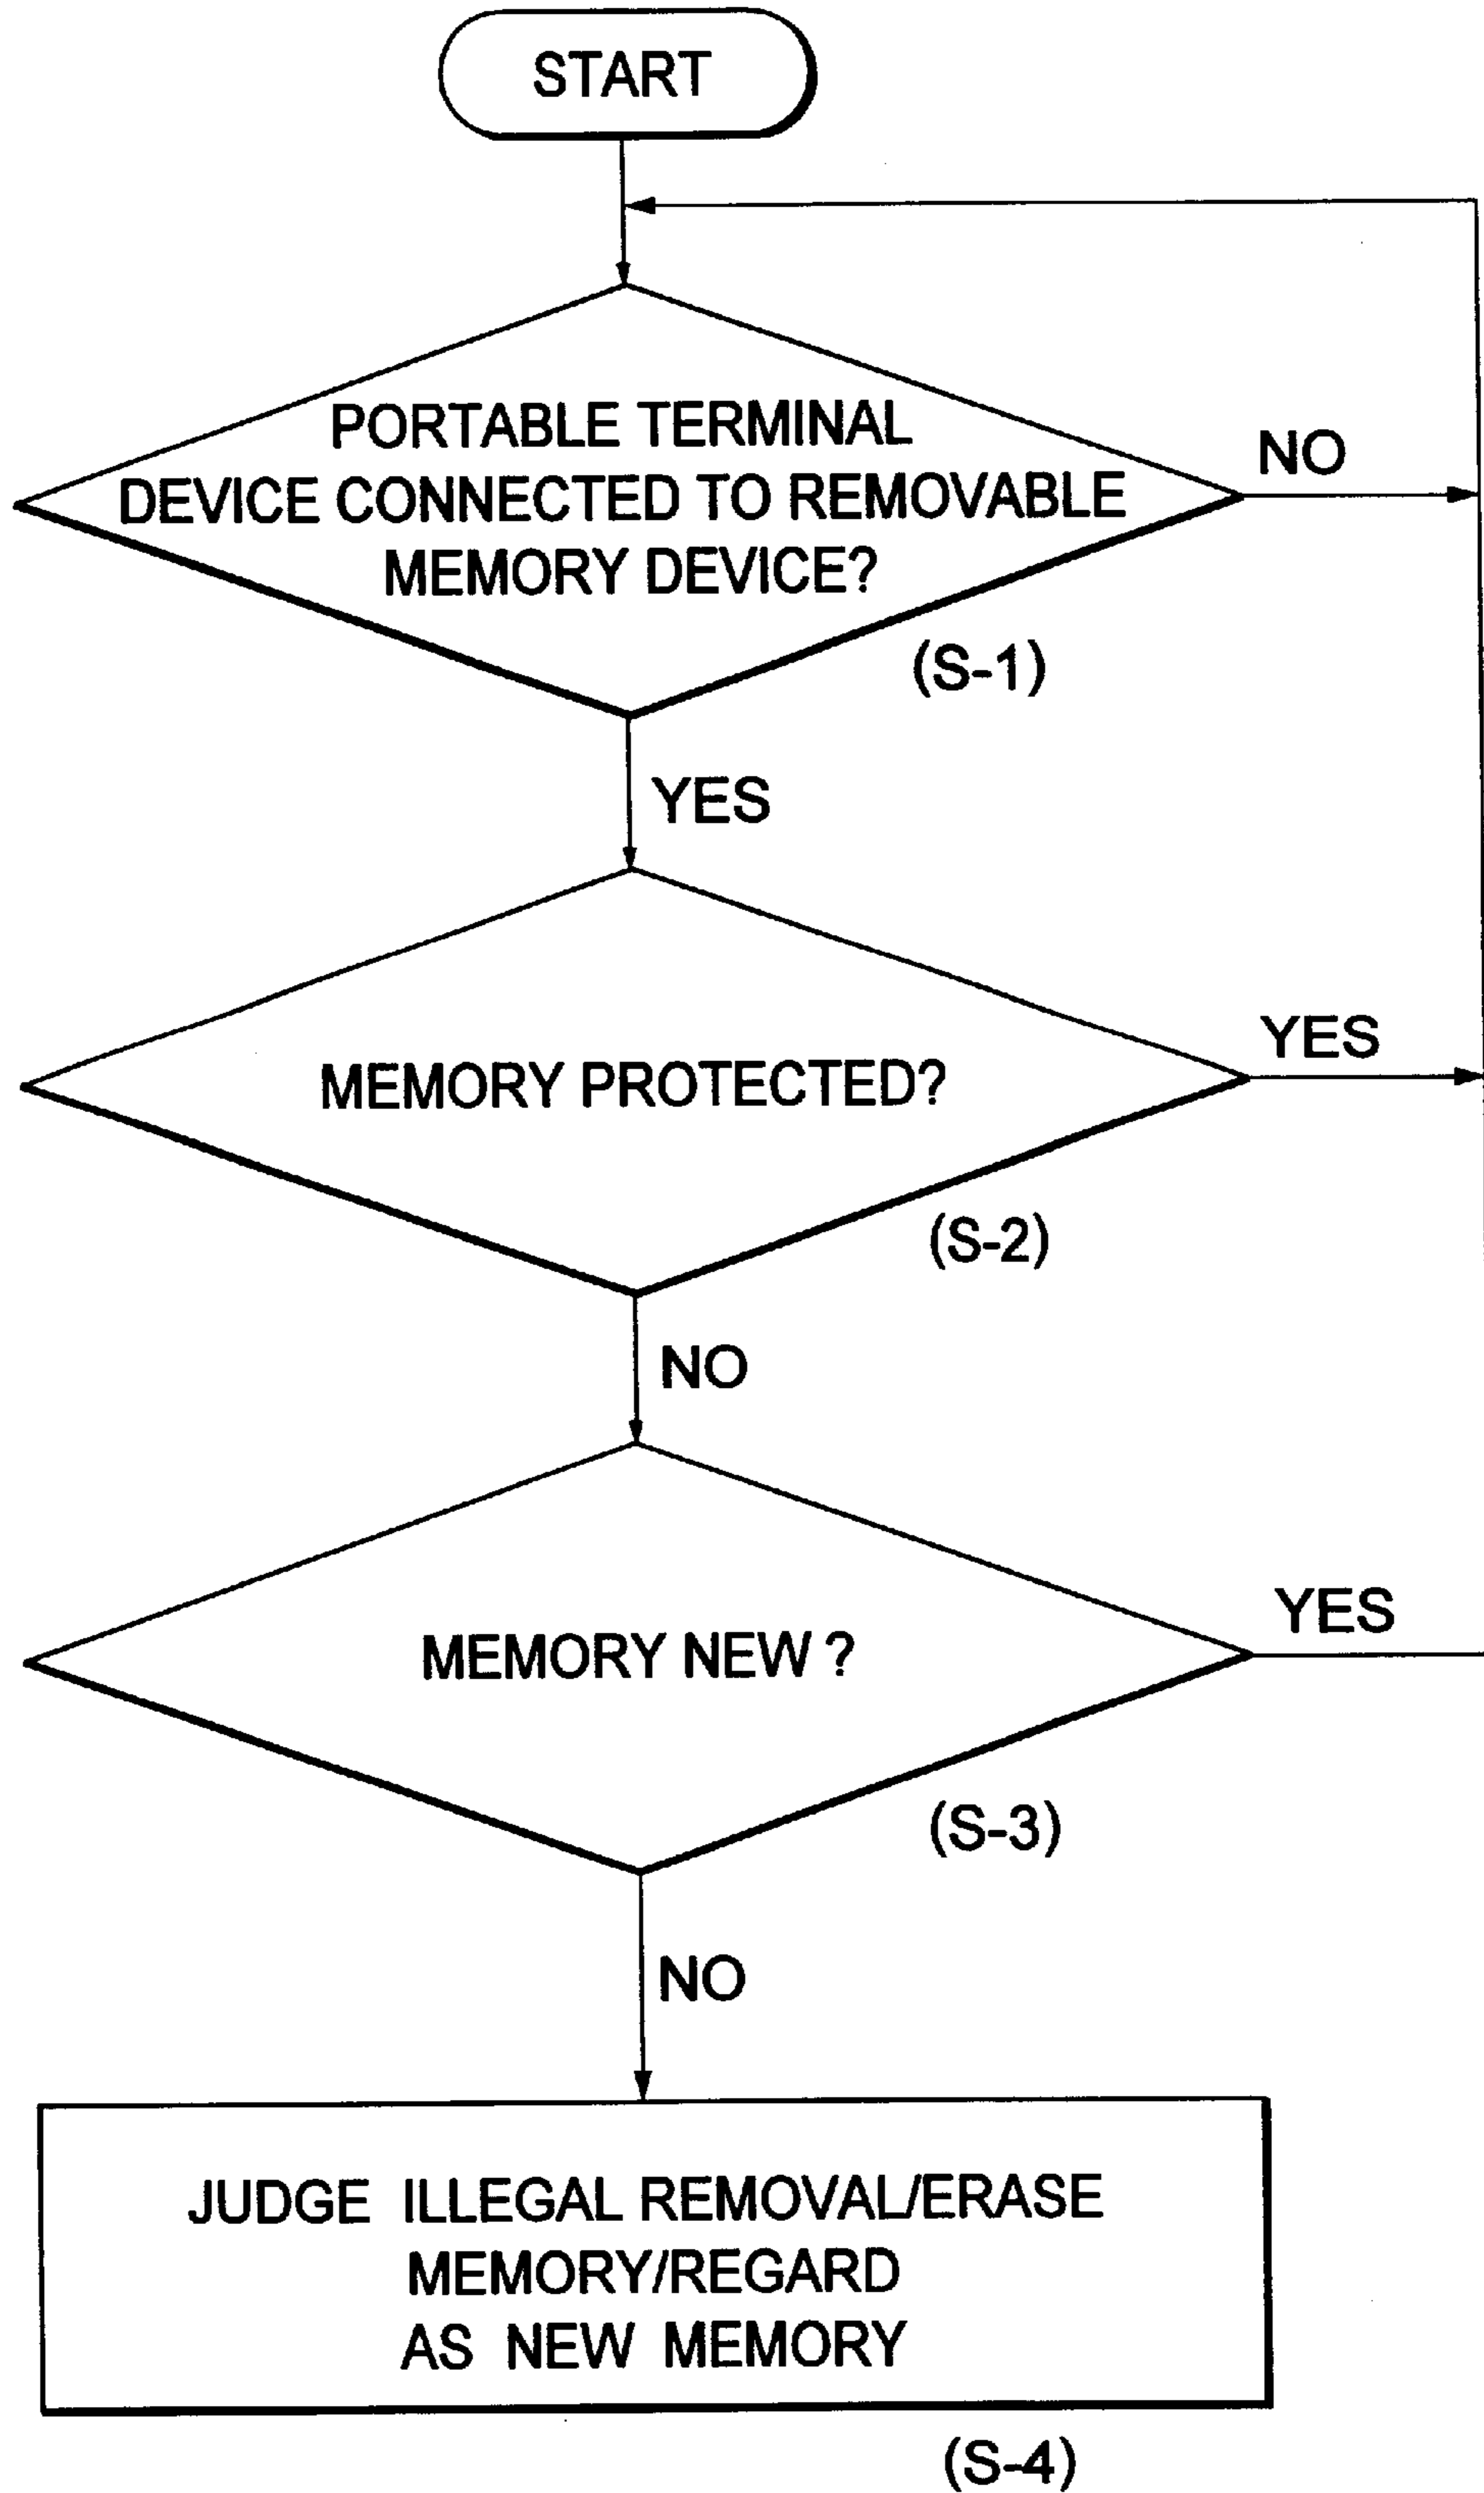 START
PORTABLE TERMINAL
DEVICE CONNECTED TO REMOVABLE
MEMORY DEVICE?
NO
(S-1)
YES
MEMORY PROTECTED?
YES
(S-2)
NO
MEMORY NEW ?
YES
(S-3)
NO
JUDGE ILLEGAL REMOVAL/ERASE
MEMORY/REGARD
AS NEW MEMORY
(S-4)